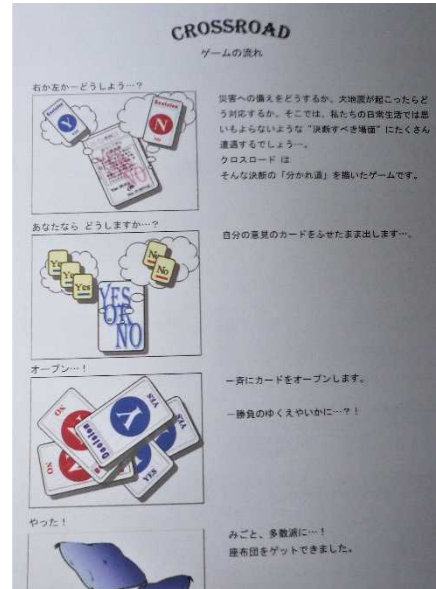 CROSSROAD
ゲームの流れ
右か左かーどうしよう…?
Decision
Y
Decision
N
災害への備えをどうするか、大地震が起こったらど
う対応するか。そこでは、私たちの日常生活では思
いもよらないような“決断すべき場面”にたくさん
遭遇するでしょう…。
クロスロード は
そんな決断の「分かれ道」を描いたゲームです。
あなたなら どうしますか…?
Yes
Yes
Yes
No
No
YES
OR
NO
自分の意見のカードをふせたまま出します…。
オープン…!
NO
YES
Decision
Y
NO
YES
YES
一斉にカードをオープンします。
―勝負のゆくえやいかに…?!
やった!
みごと、多数派に…!
座布団をゲットできました。